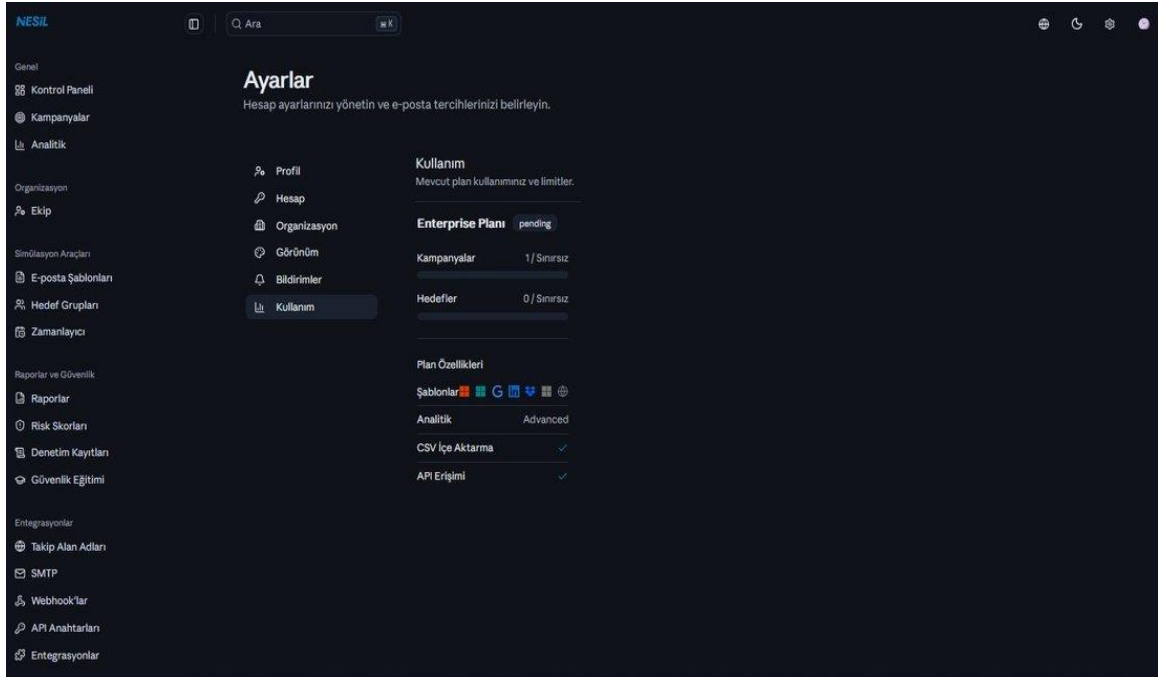 NESiL
Ara
⌘ K
Genel
Kontrol Paneli
Kampanyalar
Analitik
Organizasyon
Ekip
Simülasyon Araçları
E-posta Şablonları
Hedef Grupları
Zamanlayıcı
Raporlar ve Güvenlik
Raporlar
Risk Skorları
Denetim Kayıtları
Güvenlik Eğitimi
Entegrasyonlar
Takip Alan Adları
SMTP
Webhook'lar
API Anahtarları
Entegrasyonlar
Ayarlar
Hesap ayarlarınızı yönetin ve e-posta tercihlerinizi belirleyin.
Profil
Hesap
Organizasyon
Görünüm
Bildirimler
Kullanım
Kullanım
Mevcut plan kullanımınız ve limitler.
Enterprise Planı pending
Kampanyalar 1 / Sınırsız
Hedefler 0 / Sınırsız
Plan Özellikleri
Şablonlar
Analitik Advanced
CSV İçe Aktarma
API Erişimi